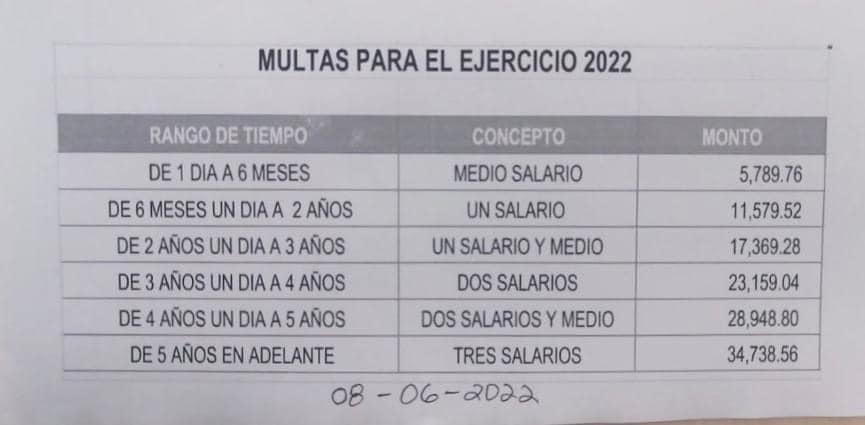 MULTAS PARA EL EJERCICIO 2022
RANGO DE TIEMPO CONCEPTO MONTO
DE 1 DIA A 6 MESES MEDIO SALARIO 5,789.76
DE 6 MESES UN DIA A 2 AÑOS UN SALARIO 11,579.52
DE 2 AÑOS UN DIA A 3 AÑOS UN SALARIO Y MEDIO 17,369.28
DE 3 AÑOS UN DIA A 4 AÑOS DOS SALARIOS 23,159.04
DE 4 AÑOS UN DIA A 5 AÑOS DOS SALARIOS Y MEDIO 28,948.80
DE 5 AÑOS EN ADELANTE TRES SALARIOS 34,738.56
08-06-2022